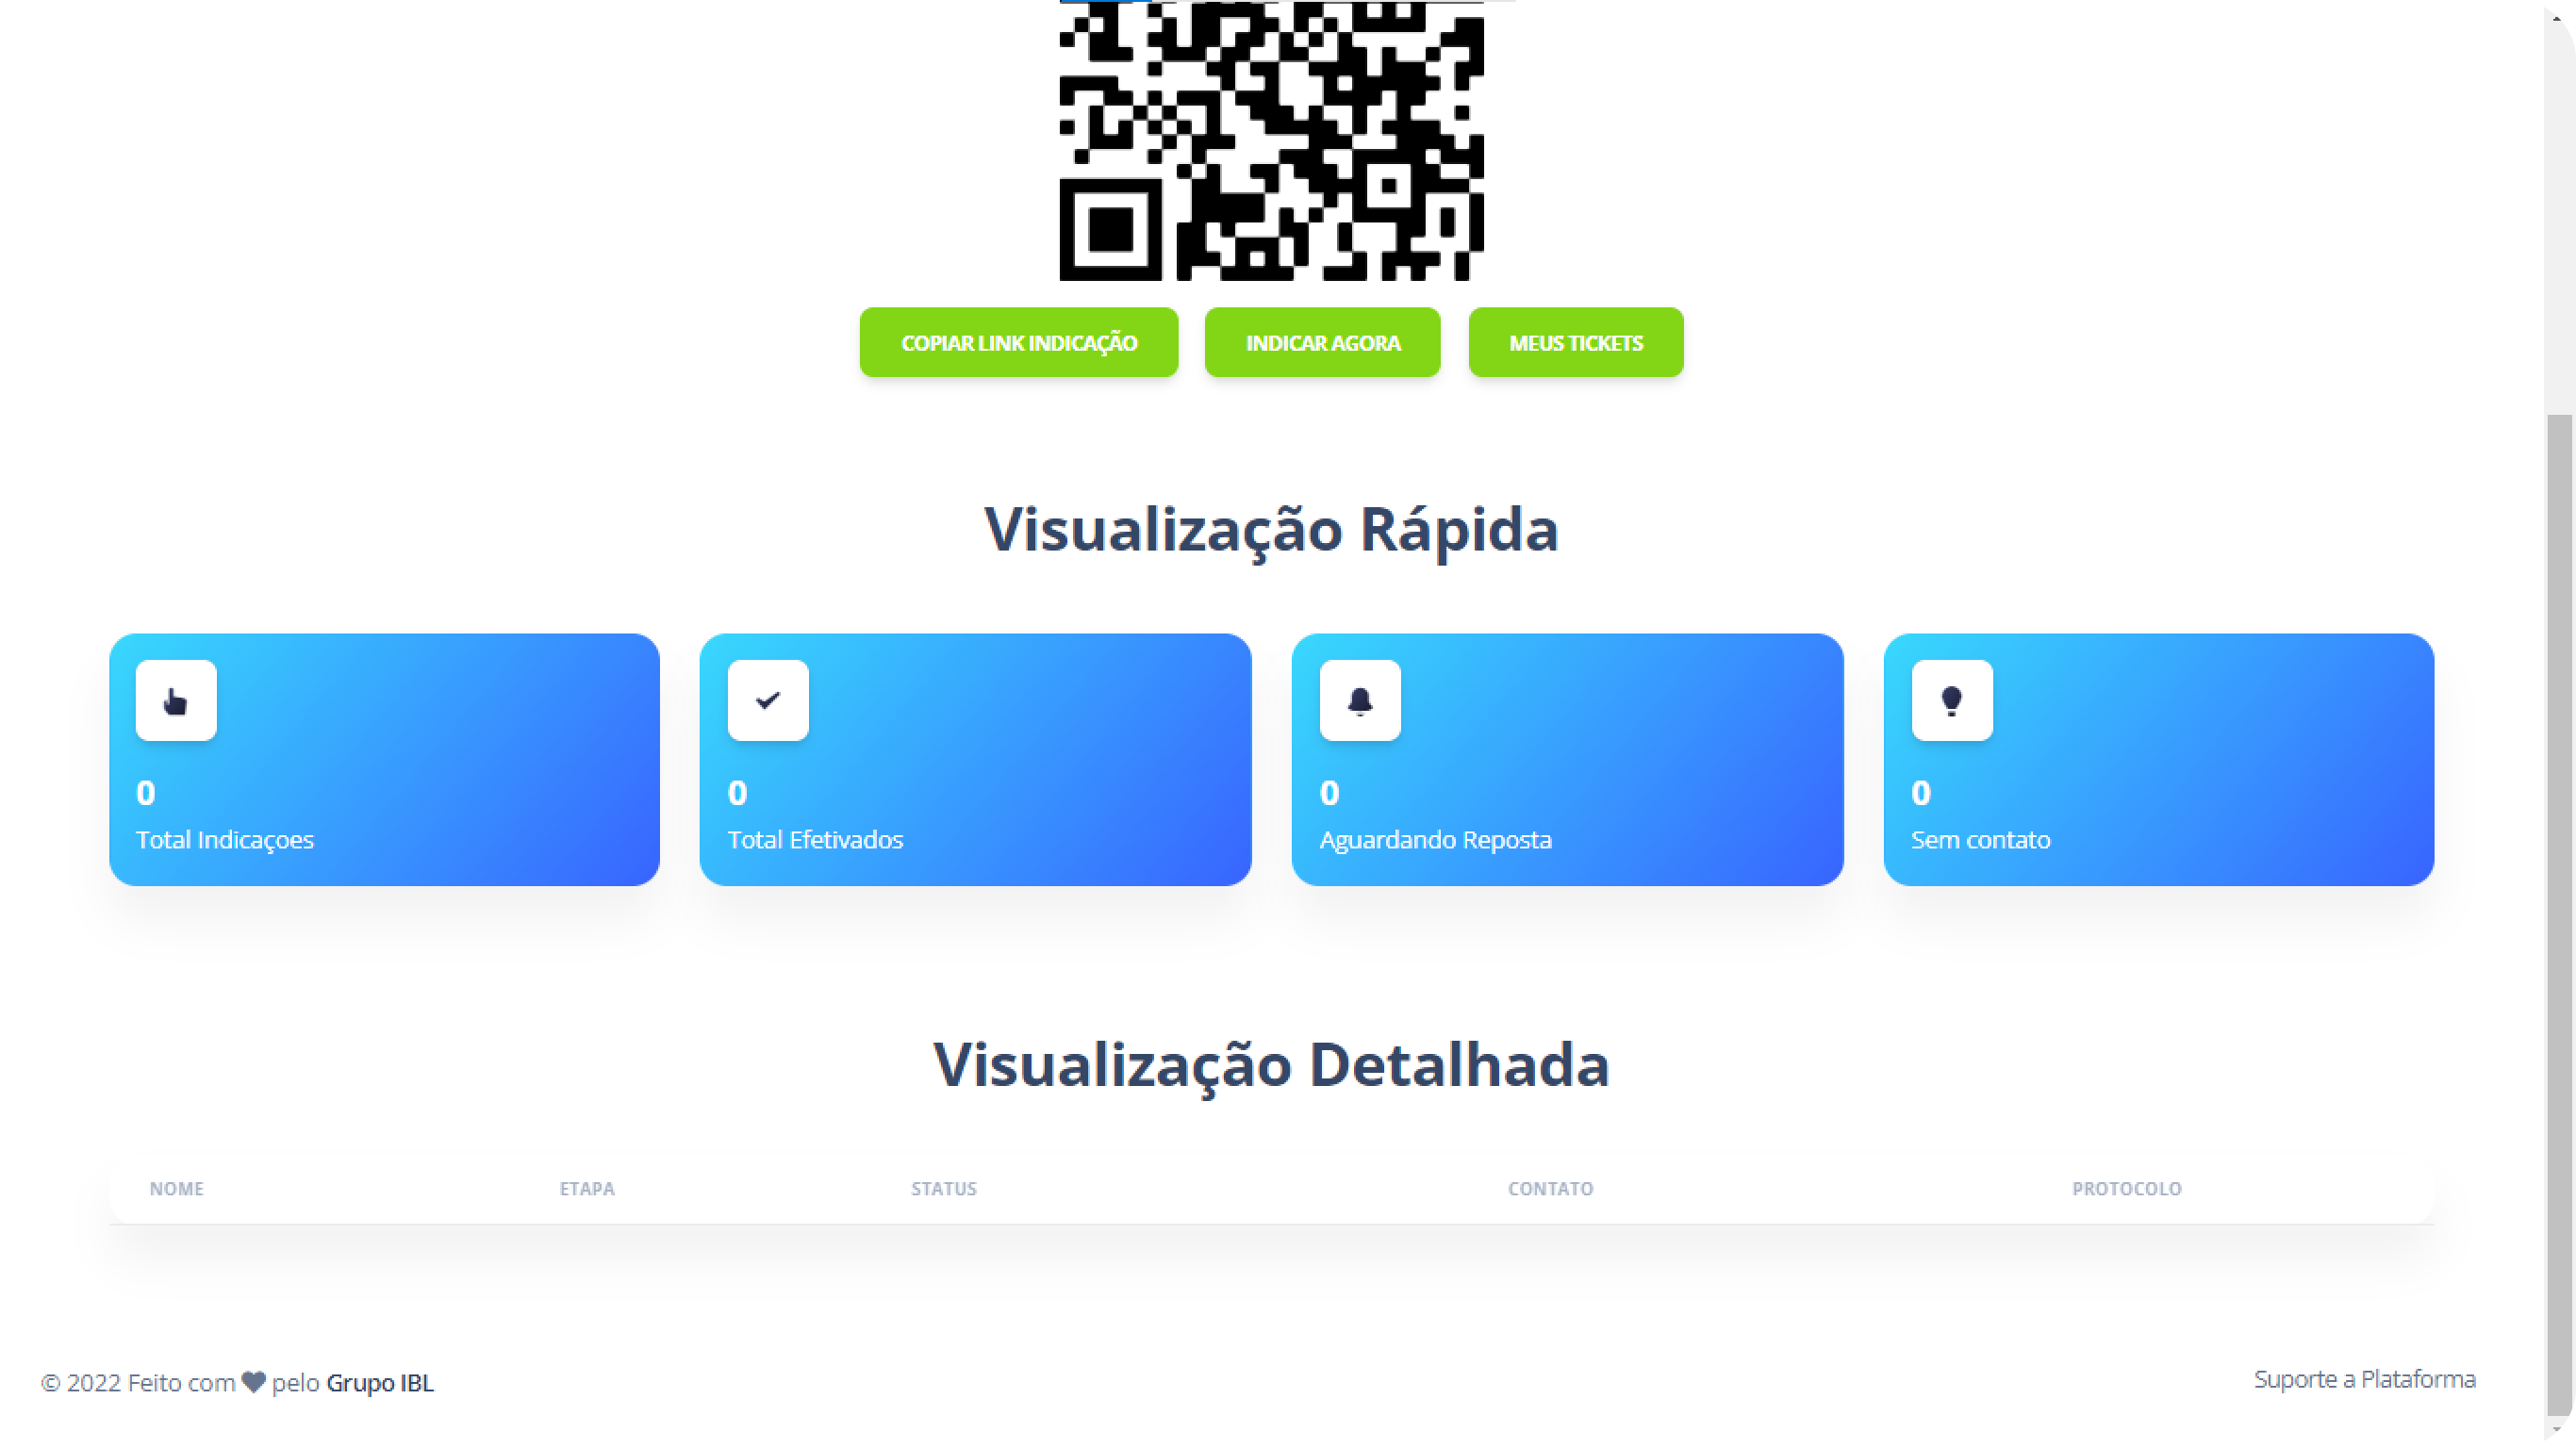 COPIAR LINK INDICAÇÃO INDICAR AGORA MEUS TICKETS
Visualização Rápida
0 0 0 0
Total Indicaçoes Total Efetivados Aguardando Reposta Sem contato
Visualização Detalhada
NOME ETAPA STATUS CONTATO PROTOCOLO
© 2022 Feito com pelo Grupo IBL Suporte a Plataforma